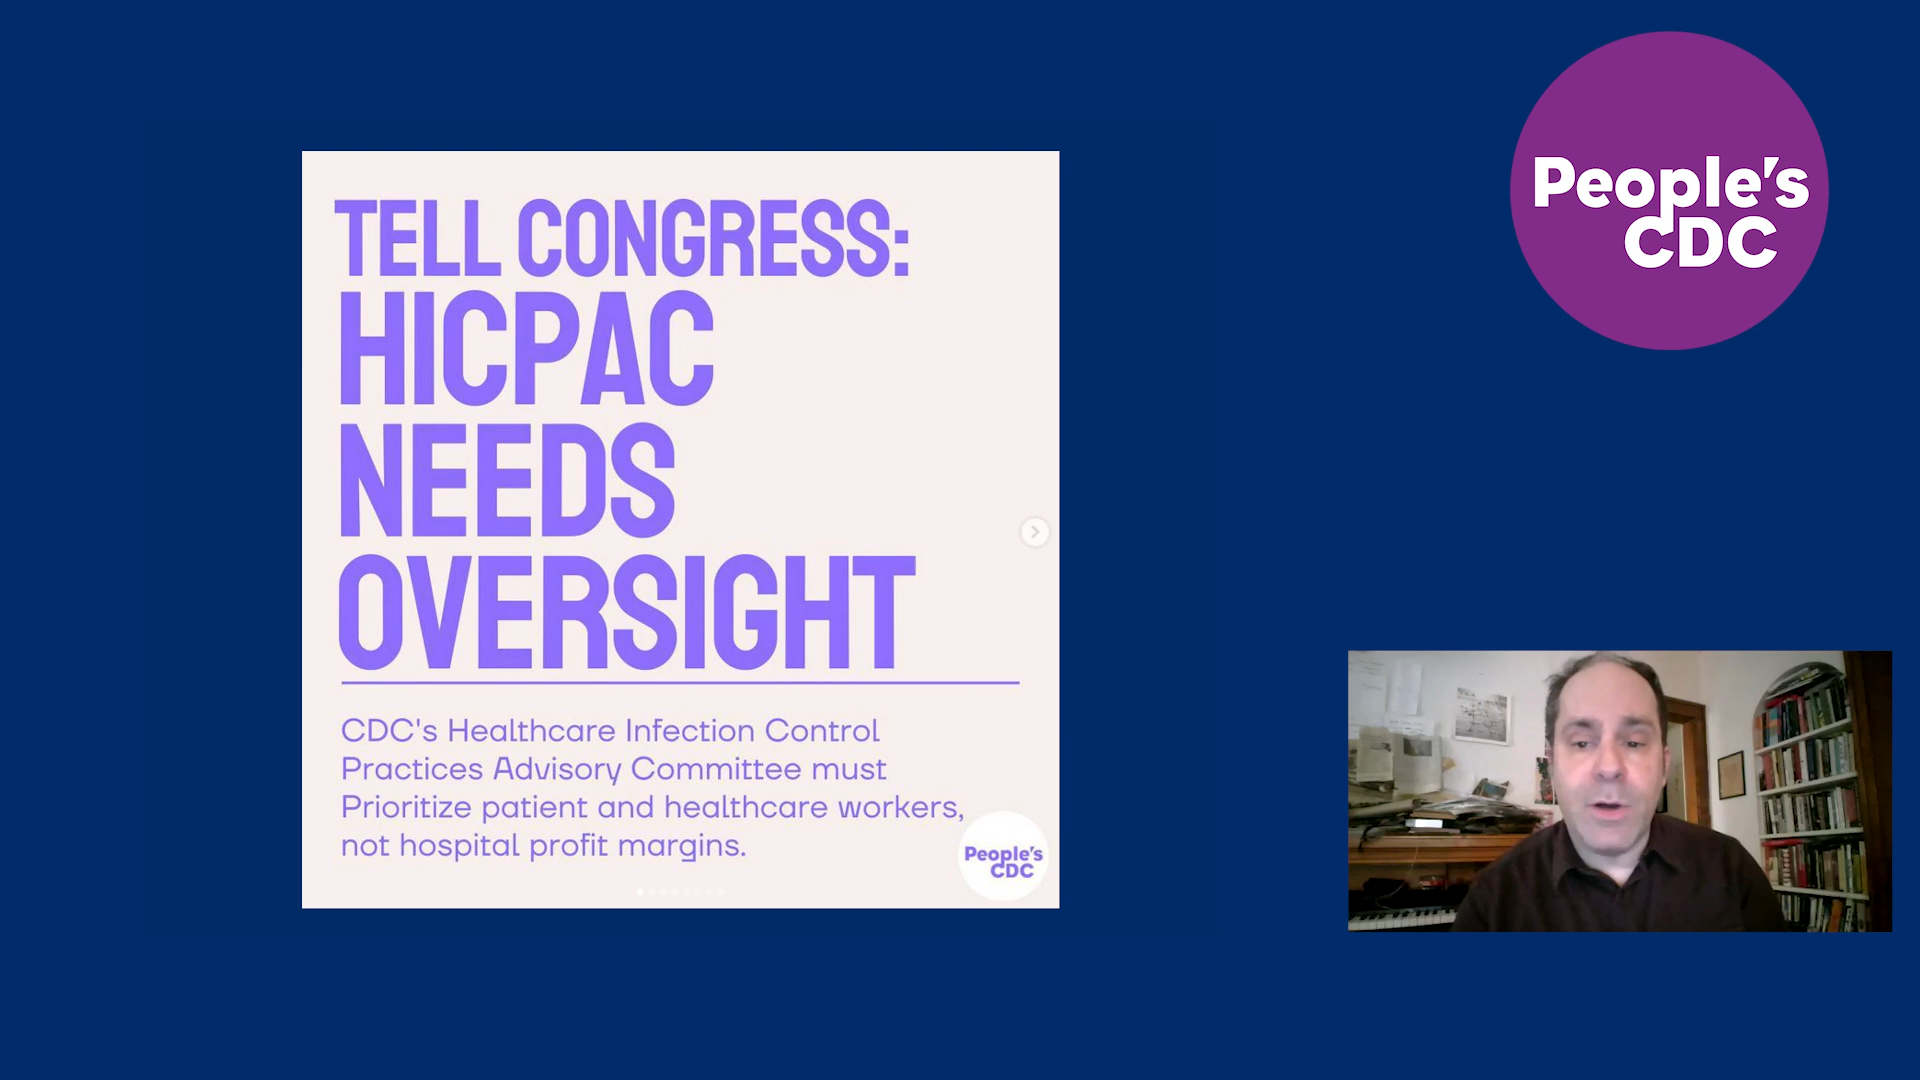 TELL CONGRESS:
HICPAC
NEEDS
OVERSIGHT
CDC's Healthcare Infection Control
Practices Advisory Committee must
Prioritize patient and healthcare workers,
not hospital profit margins.
People's
CDC
People's
CDC